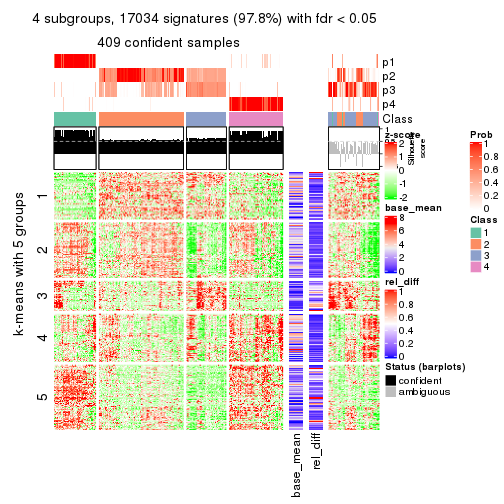 4 subgroups, 17034 signatures (97.8%) with fdr < 0.05
409 confident samples
p1
p2
p3
p4
Class
1
Silhouette
score
z-score
2
1
0
-1
-2
base_mean
8
6
4
2
0
rel_diff
1
0.8
0.6
0.4
0.2
0
Status (barplots)
confident
ambiguous
Prob
1
0.8
0.6
0.4
0.2
0
Class
1
2
3
4
k-means with 5 groups
1
2
3
4
5
base_mean
rel_diff